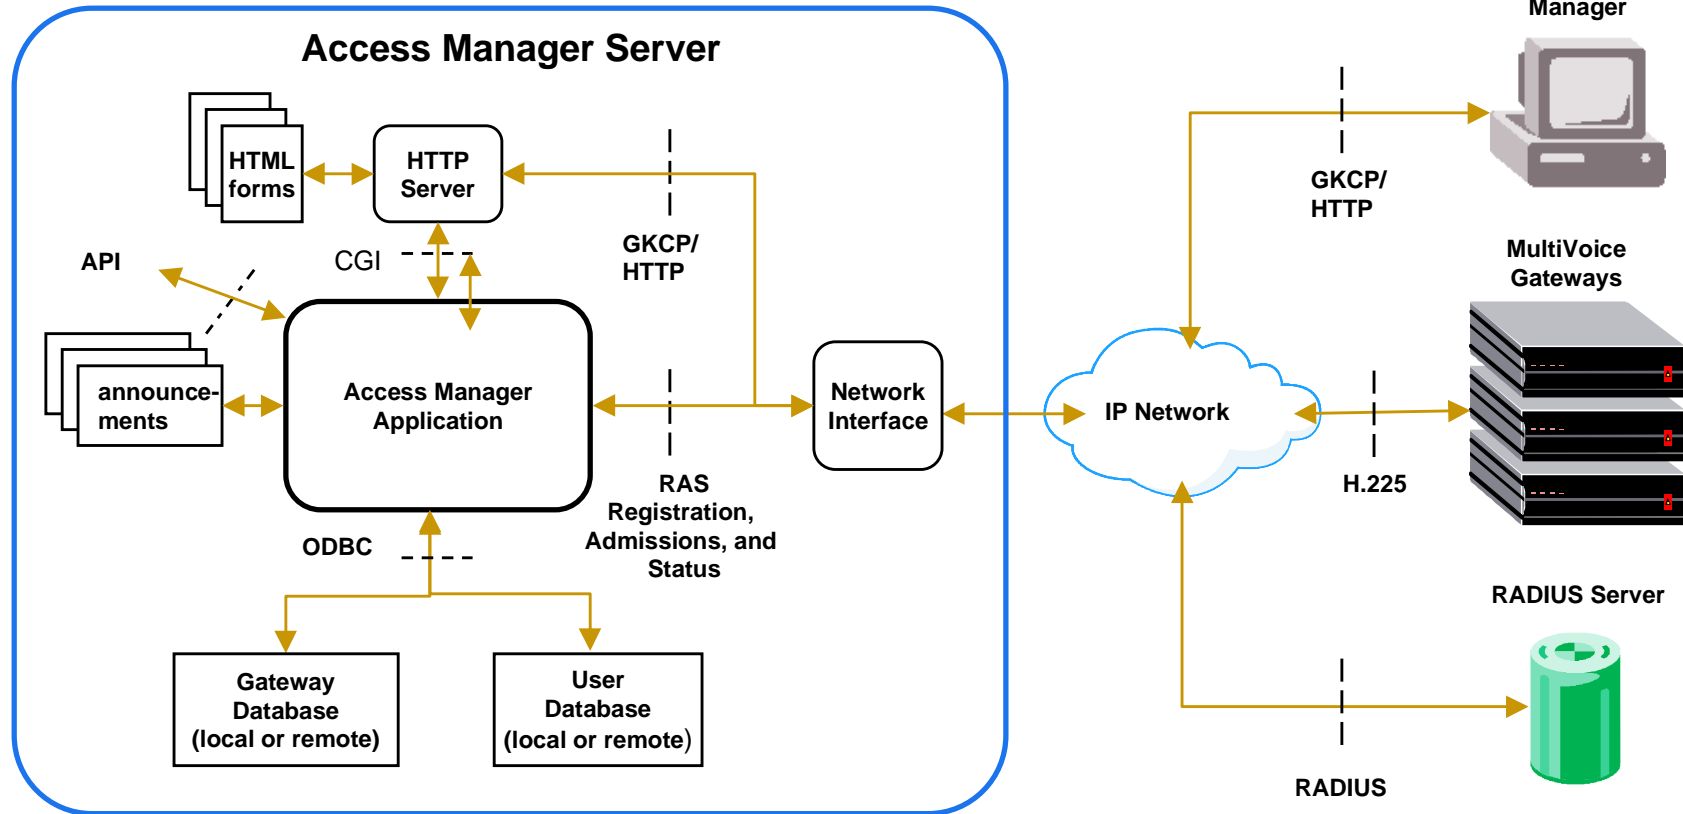 Manager
Access Manager Server
HTML
forms
HTTP
Server
GKCP/
HTTP
GKCP/
HTTP
API
CGI
MultiVoice
Gateways
announce-
ments
Access Manager
Application
Network
Interface
IP Network
H.225
RAS
Registration,
Admissions, and
Status
ODBC
RADIUS Server
Gateway
Database
(local or remote)
User
Database
(local or remote)
RADIUS